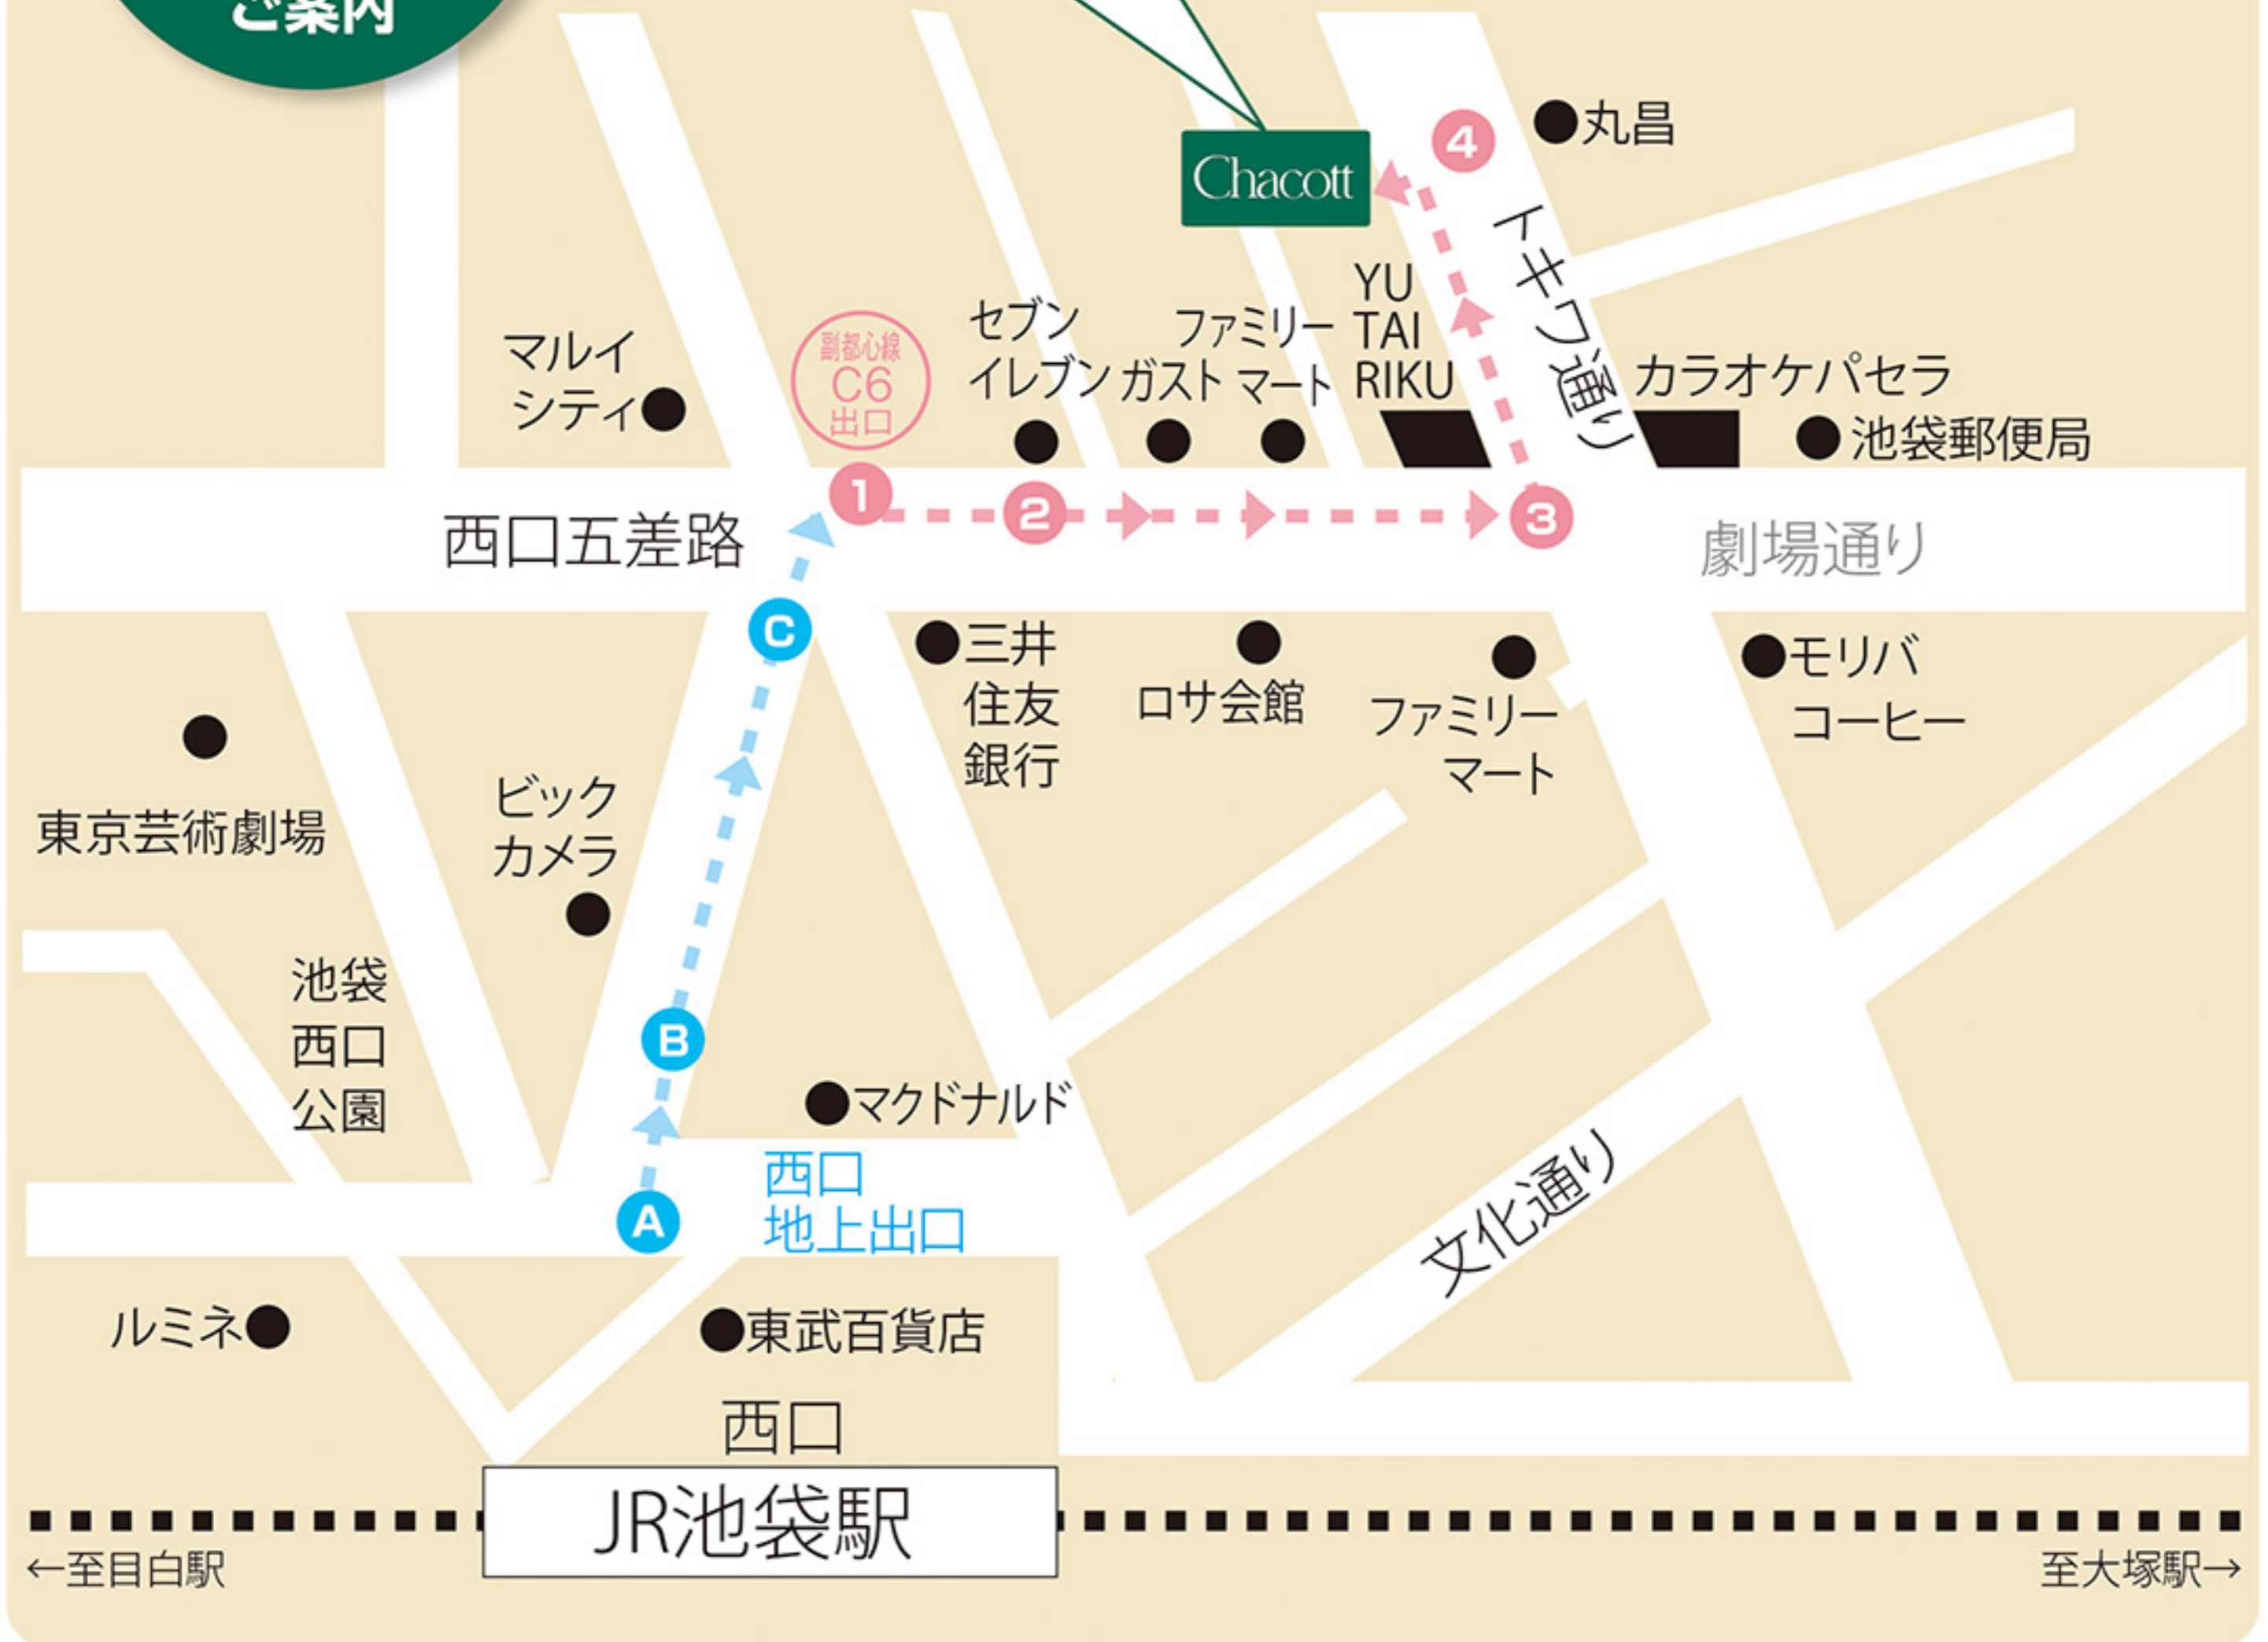 ご案内
Chacott
4
丸昌
トキワ通り
マルイ
シティ
副都心線
C6
出口
セブン
イレブン
ガスト
ファミリー
マート
YU
TAI
RIKU
カラオケパセラ
池袋郵便局
1
2
3
西口五差路
劇場通り
C
三井
住友
銀行
ロサ会館
ファミリー
マート
モリバ
コーヒー
東京芸術劇場
ビック
カメラ
池袋
西口
公園
B
マクドナルド
西口
地上出口
A
文化通り
ルミネ
東武百貨店
西口
JR池袋駅
←至目白駅
至大塚駅→